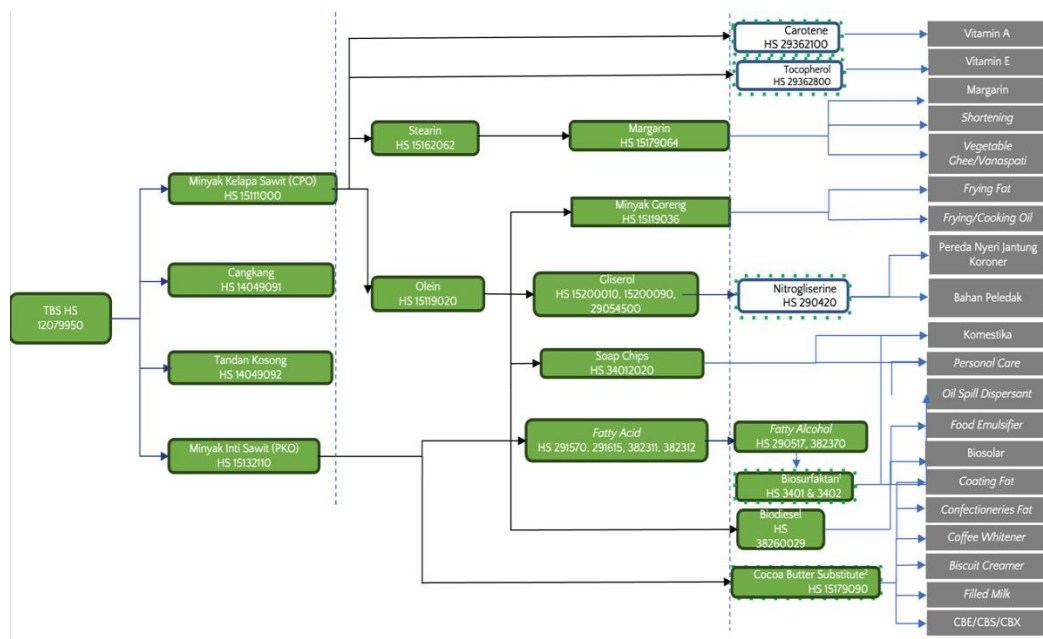 TBS HS
12079950
Minyak Kelapa Sawit (CPO)
HS 15111000
Cangkang
HS 14049091
Tandan Kosong
HS 14049092
Minyak Inti Sawit (PKO)
HS 15132110
Stearin
HS 15162062
Olein
HS 15119020
Margarin
HS 15179064
Minyak Goreng
HS 15119036
Gliserol
HS 15200010, 15200090,
29054500
Soap Chips
HS 34012020
Fatty Acid
HS 291570, 291615, 382311, 382312
Carotene
HS 29362100
Tocopherol
HS 29362800
Nitrogliserine
HS 290420
Fatty Alcohol
HS 290517, 382370
Biosurfaktan¹
HS 3401 & 3402
Biodiesel
HS
38260029
Cocoa Butter Substitute²
HS 15179090
Vitamin A
Vitamin E
Margarin
Shortening
Vegetable
Ghee/Vanaspati
Frying Fat
Frying/Cooking Oil
Pereda Nyeri Jantung
Koroner
Bahan Peledak
Komestika
Personal Care
Oil Spill Dispersant
Food Emulsifier
Biosolar
Coating Fat
Confectioneries Fat
Coffee Whitener
Biscuit Creamer
Filled Milk
CBE/CBS/CBX